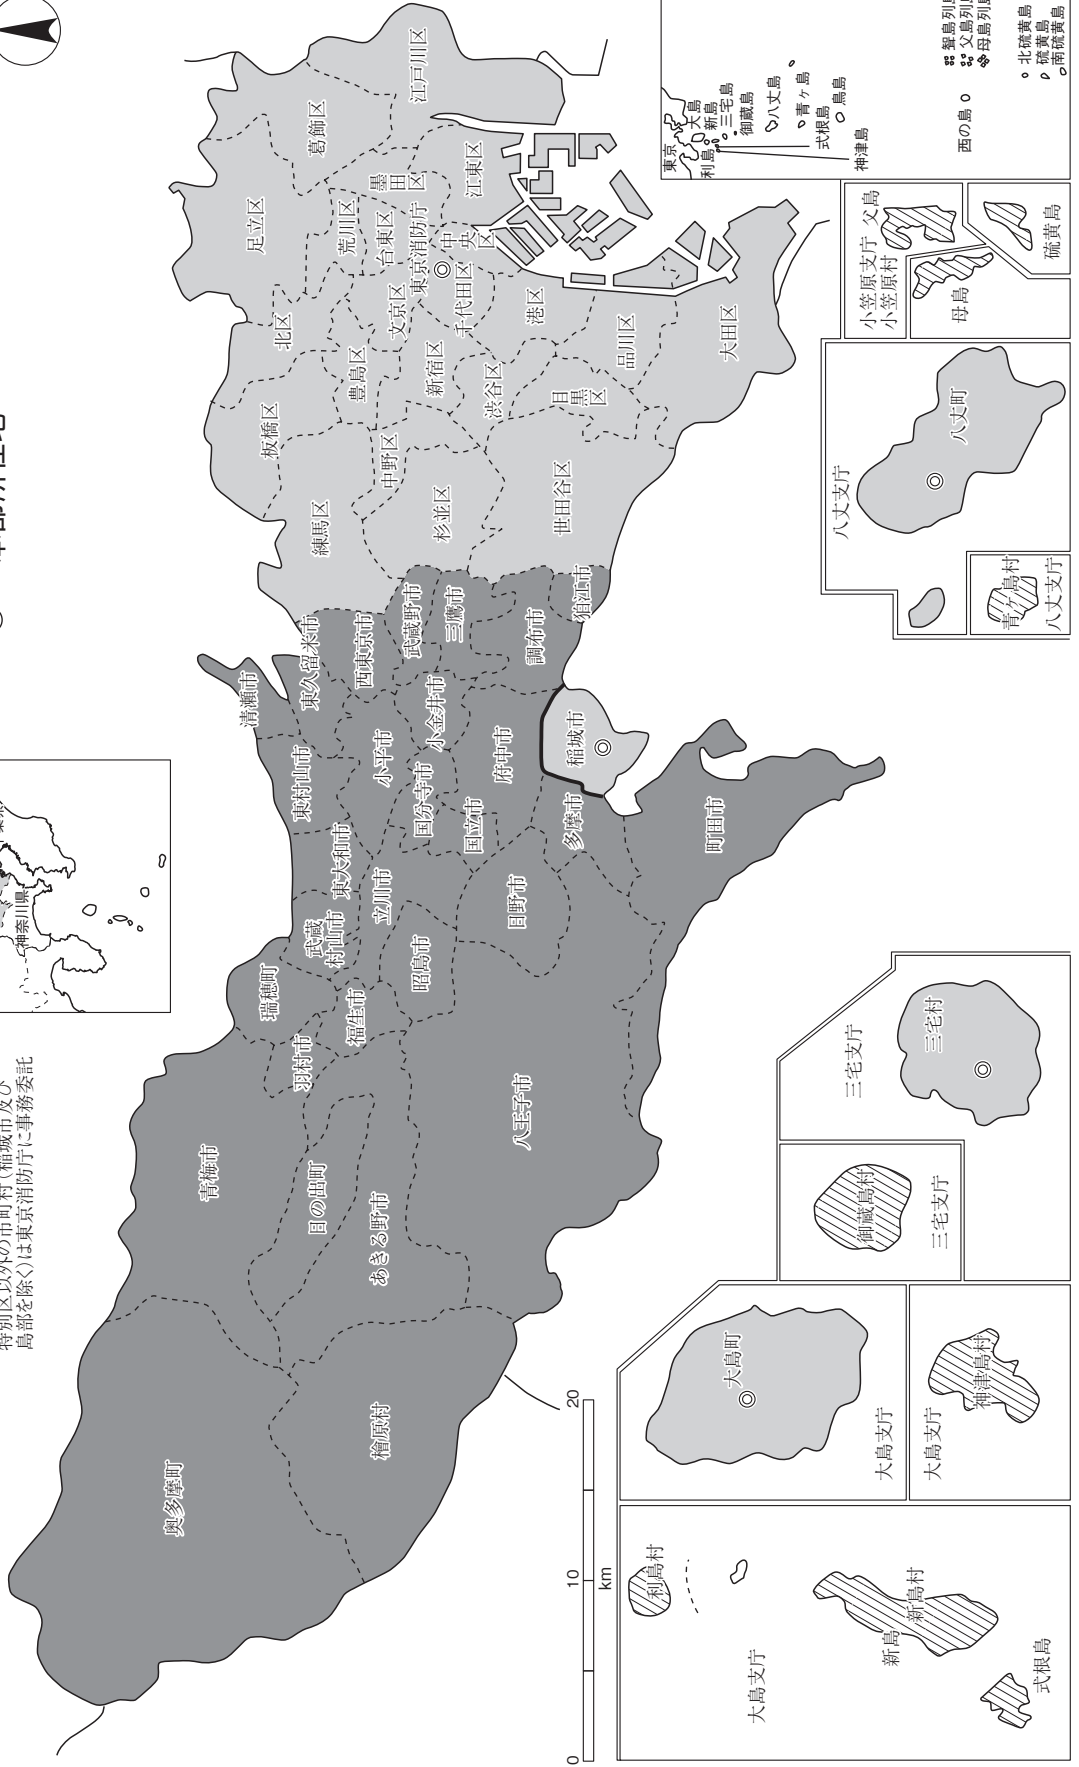 特別区以外の市町村（稲城市及び
島部を除く）は東京消防庁に事務委託
神奈川県
奥多摩町
檜原村
青梅市
日の出町
あきる野市
八王子市
羽村市
瑞穂町
福生市
武蔵
村山市
昭島市
立川市
東大和市
日野市
東村山市
小平市
国分寺市
国立市
府中市
多摩市
町田市
稲城市
清瀬市
東久留米市
西東京市
小金井市
武蔵野市
三鷹市
調布市
狛江市
練馬区
杉並区
世田谷区
板橋区
中野区
豊島区
新宿区
渋谷区
目
黒
区
北区
文京区
千代田区
港区
品川区
大田区
足立区
荒川区
台東区
東京消防庁
中
央
区
墨
田
区
江東区
葛飾区
江戸川区
0
10
20
km
大島支庁
利島村
新島
新島村
式根島
大島町
大島支庁
神津島村
大島支庁
御蔵島村
三宅支庁
三宅村
三宅支庁
八丈支庁
八丈町
青ヶ島村
八丈支庁
小笠原支庁
小笠原村
父島
母島
硫黄島
東京
大島
利島
新島
三宅島
御蔵島
八丈島
青ヶ島
式根島
鳥島
神津島
西の島
聟島列
父島列
母島列
北硫黄島
硫黄島
南硫黄島